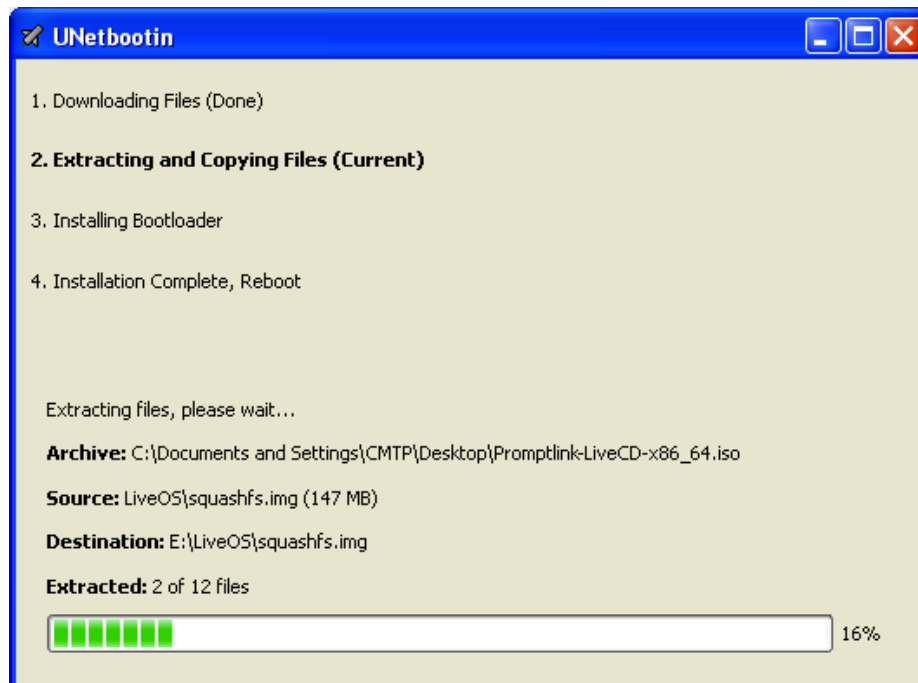 UNetbootin
1. Downloading Files (Done)
2. Extracting and Copying Files (Current)
3. Installing Bootloader
4. Installation Complete, Reboot
Extracting files, please wait...
Archive: C:\Documents and Settings\CMTP\Desktop\Promptlink-LiveCD-x86_64.iso
Source: LiveOS\squashfs.img (147 MB)
Destination: E:\LiveOS\squashfs.img
Extracted: 2 of 12 files
16%